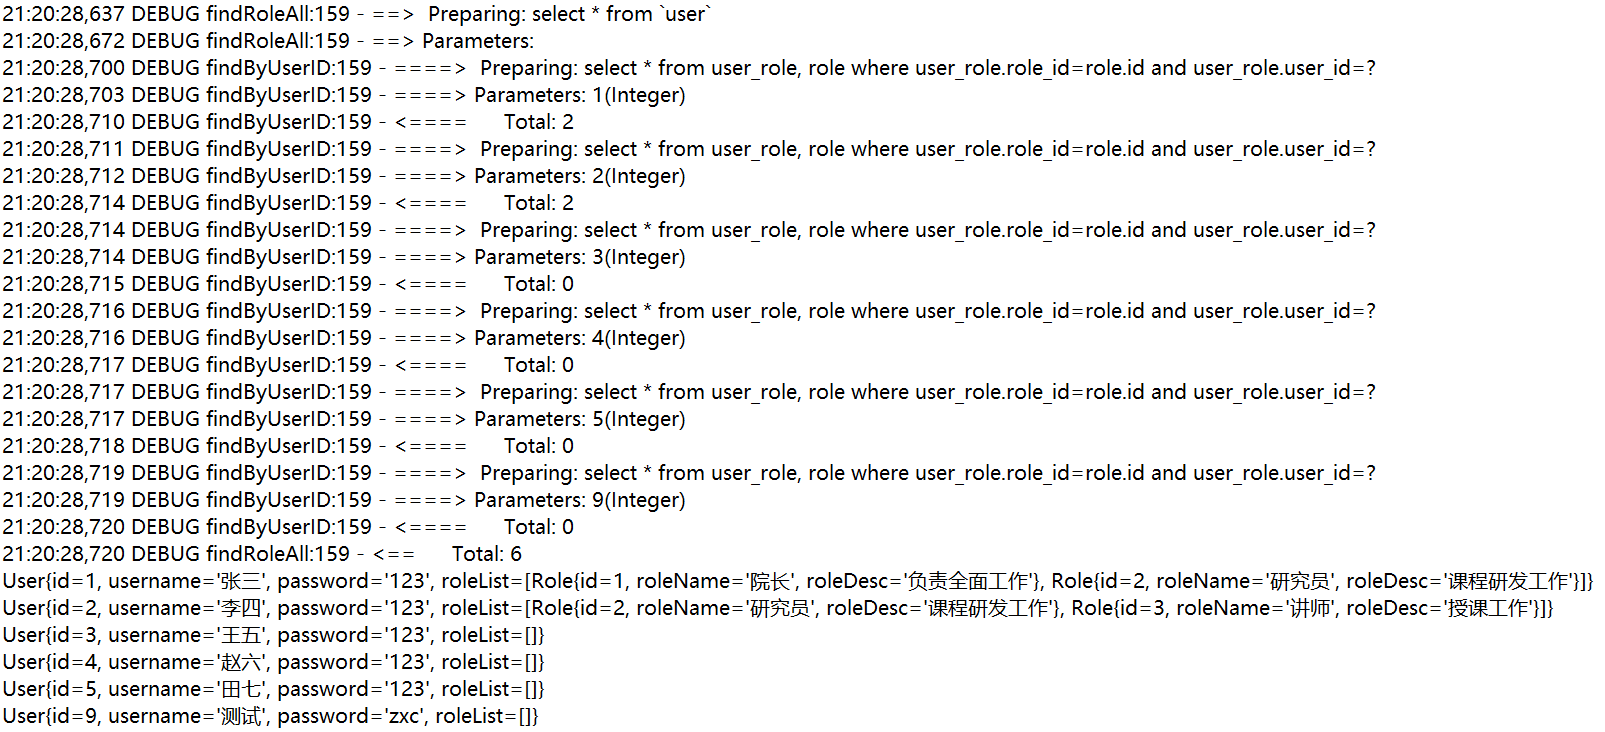 21:20:28,637 DEBUG findRoleAll:159 - ==>  Preparing: select * from `user`
21:20:28,672 DEBUG findRoleAll:159 - ==> Parameters:
21:20:28,700 DEBUG findByUserID:159 - ====>  Preparing: select * from user_role, role where user_role.role_id=role.id and user_role.user_id=?
21:20:28,703 DEBUG findByUserID:159 - ====> Parameters: 1(Integer)
21:20:28,710 DEBUG findByUserID:159 - <====      Total: 2
21:20:28,711 DEBUG findByUserID:159 - ====>  Preparing: select * from user_role, role where user_role.role_id=role.id and user_role.user_id=?
21:20:28,712 DEBUG findByUserID:159 - ====> Parameters: 2(Integer)
21:20:28,714 DEBUG findByUserID:159 - <====      Total: 2
21:20:28,714 DEBUG findByUserID:159 - ====>  Preparing: select * from user_role, role where user_role.role_id=role.id and user_role.user_id=?
21:20:28,714 DEBUG findByUserID:159 - ====> Parameters: 3(Integer)
21:20:28,715 DEBUG findByUserID:159 - <====      Total: 0
21:20:28,716 DEBUG findByUserID:159 - ====>  Preparing: select * from user_role, role where user_role.role_id=role.id and user_role.user_id=?
21:20:28,716 DEBUG findByUserID:159 - ====> Parameters: 4(Integer)
21:20:28,717 DEBUG findByUserID:159 - <====      Total: 0
21:20:28,717 DEBUG findByUserID:159 - ====>  Preparing: select * from user_role, role where user_role.role_id=role.id and user_role.user_id=?
21:20:28,717 DEBUG findByUserID:159 - ====> Parameters: 5(Integer)
21:20:28,718 DEBUG findByUserID:159 - <====      Total: 0
21:20:28,719 DEBUG findByUserID:159 - ====>  Preparing: select * from user_role, role where user_role.role_id=role.id and user_role.user_id=?
21:20:28,719 DEBUG findByUserID:159 - ====> Parameters: 9(Integer)
21:20:28,720 DEBUG findByUserID:159 - <====      Total: 0
21:20:28,720 DEBUG findRoleAll:159 - <==      Total: 6
User{id=1, username='张三', password='123', roleList=[Role{id=1, roleName='院长', roleDesc='负责全面工作'}, Role{id=2, roleName='研究员', roleDesc='课程研发工作'}]}
User{id=2, username='李四', password='123', roleList=[Role{id=2, roleName='研究员', roleDesc='课程研发工作'}, Role{id=3, roleName='讲师', roleDesc='授课工作'}]}
User{id=3, username='王五', password='123', roleList=[]}
User{id=4, username='赵六', password='123', roleList=[]}
User{id=5, username='田七', password='123', roleList=[]}
User{id=9, username='测试', password='zxc', roleList=[]}